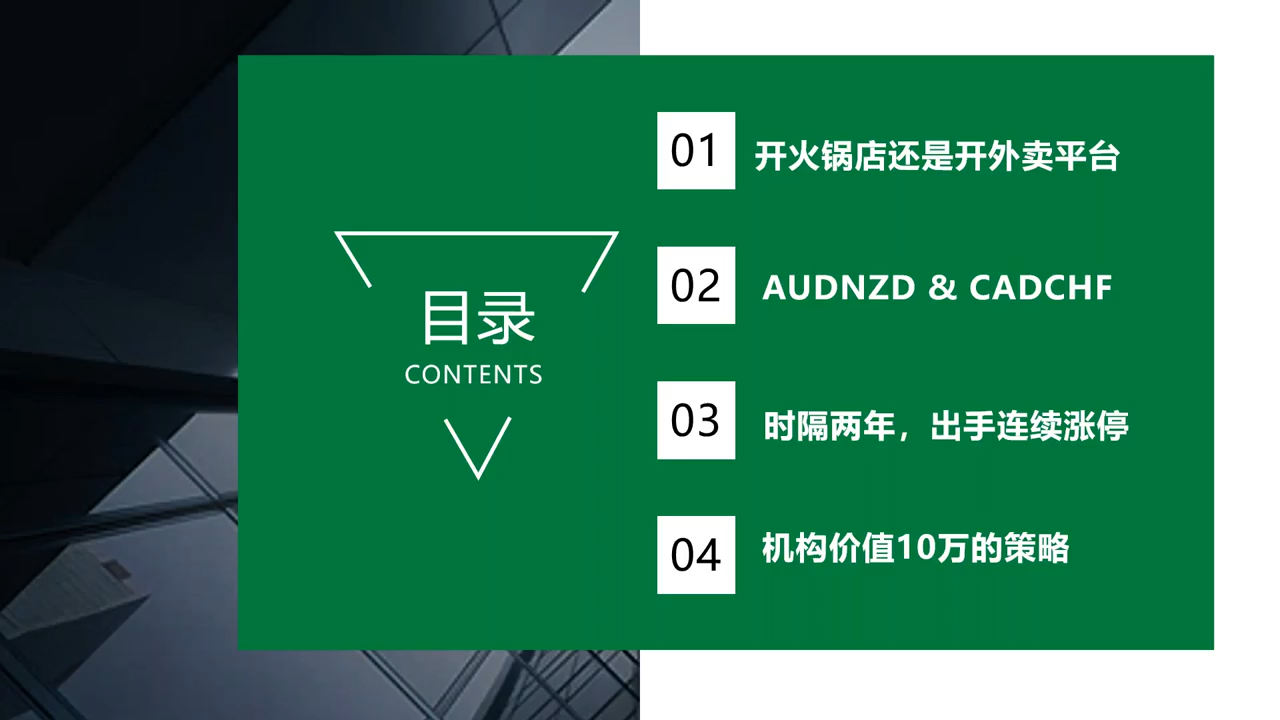 目录
CONTENTS
01 开火锅店还是开外卖平台
02 AUDNZD & CADCHF
03 时隔两年，出手连续涨停
04 机构价值10万的策略